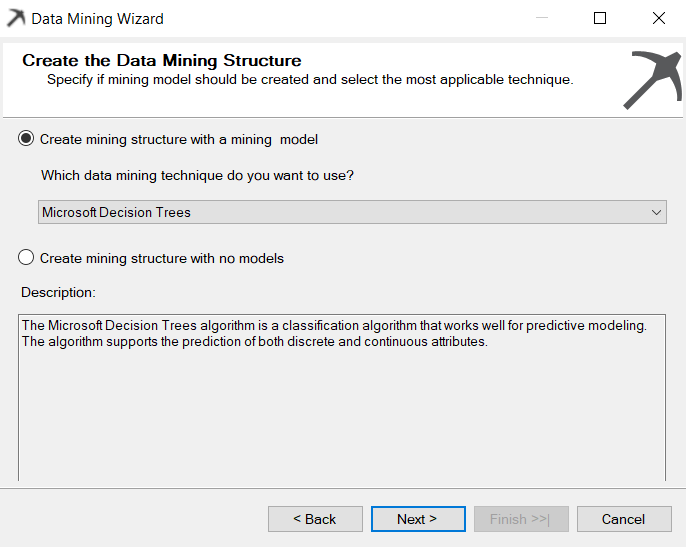 Data Mining Wizard
Create the Data Mining Structure
Specify if mining model should be created and select the most applicable technique.
Create mining structure with a mining  model
Which data mining technique do you want to use?
Microsoft Decision Trees
Create mining structure with no models
Description:
The Microsoft Decision Trees algorithm is a classification algorithm that works well for predictive modeling.
The algorithm supports the prediction of both discrete and continuous attributes.
< Back
Next >
Finish >>|
Cancel